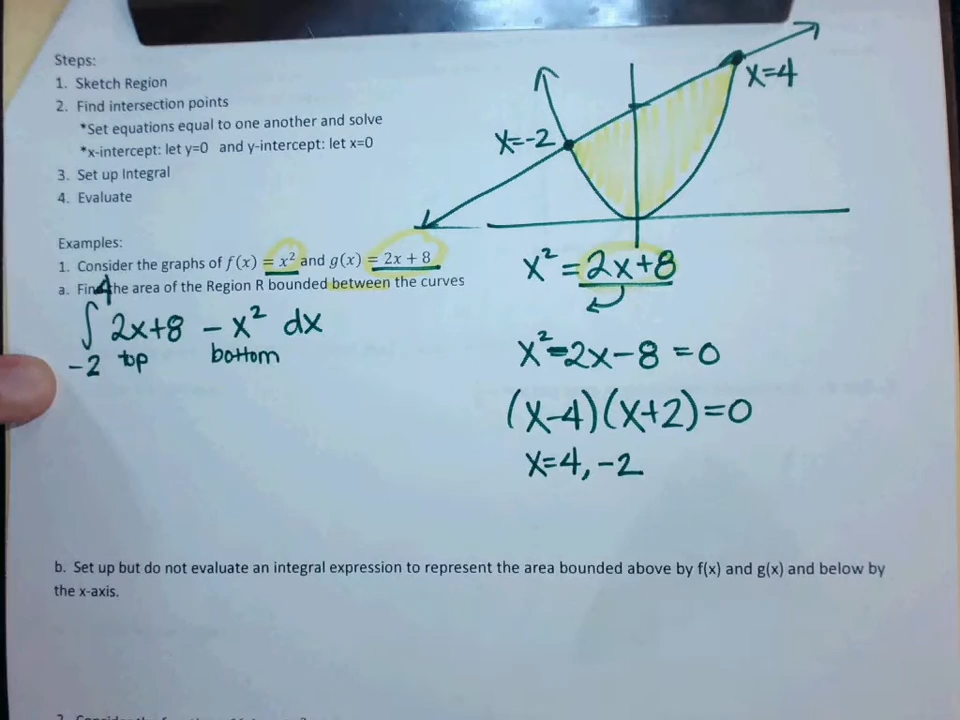 Steps:
1. Sketch Region
2. Find intersection points
*Set equations equal to one another and solve
*x-intercept: let y=0 and y-intercept: let x=0
3. Set up Integral
4. Evaluate
x=-2
x=4
Examples:
1. Consider the graphs of f(x) = x² and g(x) = 2x + 8
a. Find the area of the Region R bounded between the curves
4
∫ 2x+8 - x² dx
-2 top bottom
x² = 2x+8
x²-2x-8 = 0
(x-4)(x+2)=0
x=4, -2
b. Set up but do not evaluate an integral expression to represent the area bounded above by f(x) and g(x) and below by
the x-axis.